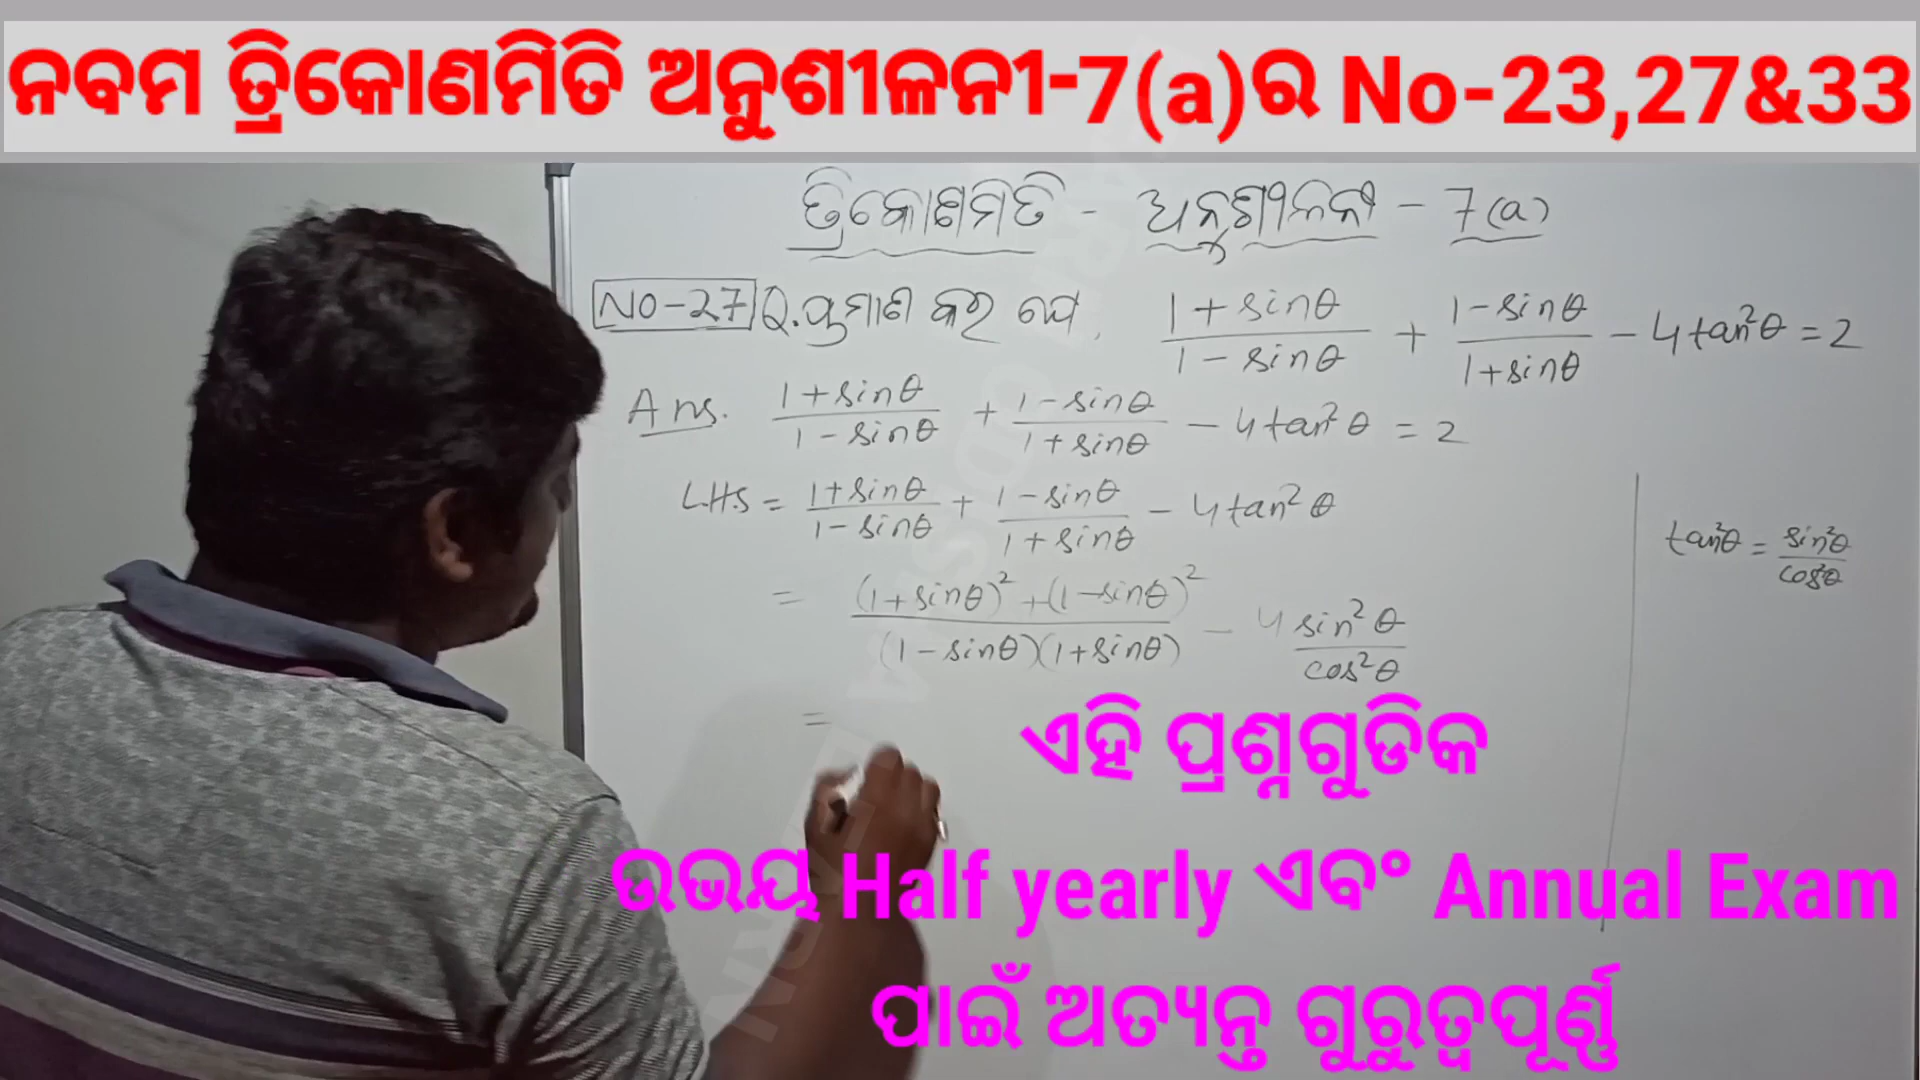 ନବମ ତ୍ରିକୋଣମିତି ଅନୁଶୀଳନୀ-7(a)ର No-23,27&33
ତ୍ରିକୋଣମିତି - ଅନୁଶୀଳନୀ - 7(a)
No-27 Q. ପ୍ରମାଣ କର ଯେ, (1+sinθ)/(1-sinθ) + (1-sinθ)/(1+sinθ) - 4tan²θ = 2
Ans. (1+sinθ)/(1-sinθ) + (1-sinθ)/(1+sinθ) - 4tan²θ = 2
L.H.S = (1+sinθ)/(1-sinθ) + (1-sinθ)/(1+sinθ) - 4tan²θ
tan²θ = sin²θ/cos²θ
= ((1+sinθ)²+(1-sinθ)²)/((1-sinθ)(1+sinθ)) - 4sin²θ/cos²θ
=
ଏହି ପ୍ରଶ୍ନଗୁଡିକ
ଉଭୟ Half yearly ଏବଂ Annual Exam
ପାଇଁ ଅତ୍ୟନ୍ତ ଗୁରୁତ୍ୱପୂର୍ଣ୍ଣ